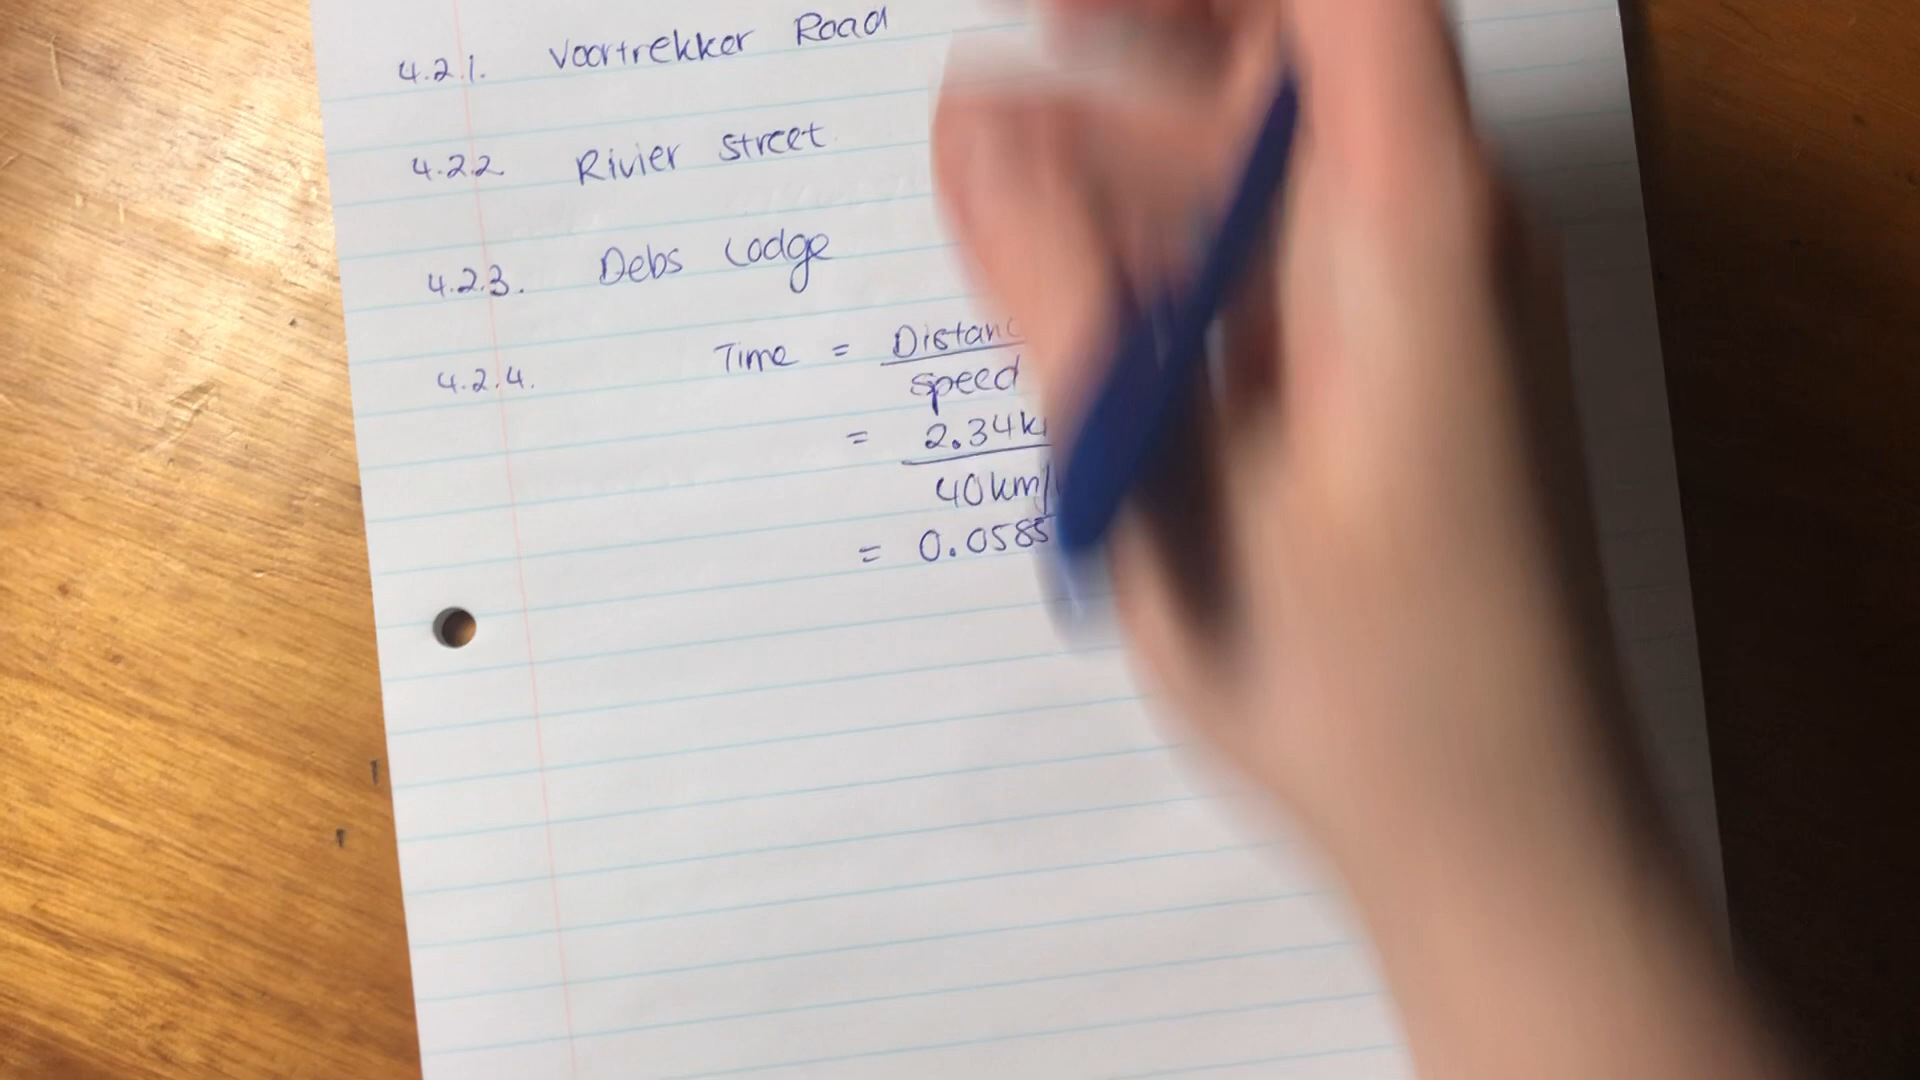 4.2.1. Voortrekker Road
4.2.2. Rivier street
4.2.3. Debs Lodge
4.2.4. Time = Distanc
speed
= 2.34k
40km/
= 0.0585